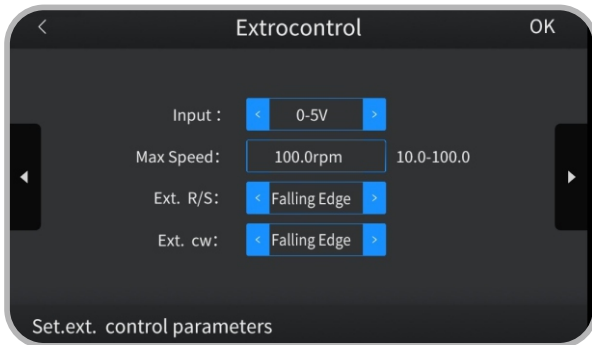 < Extrocontrol OK
Input : < 0-5V >
Max Speed: 100.0rpm 10.0-100.0
Ext. R/S: < Falling Edge >
Ext. cw: < Falling Edge >
Set.ext. control parameters